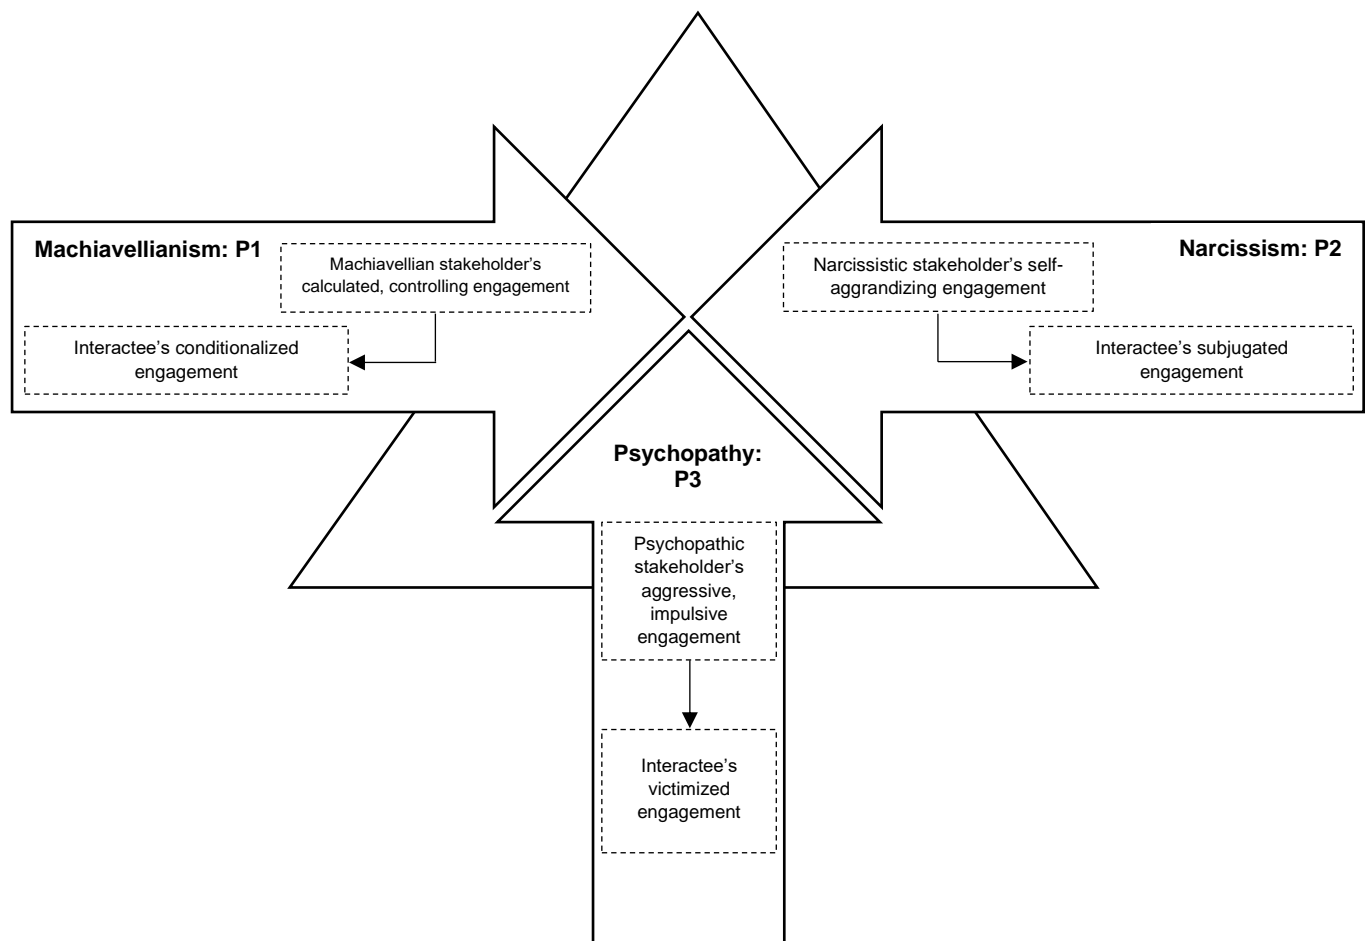 Machiavellianism: P1
Machiavellian stakeholder’s
calculated, controlling engagement
Interactee’s conditionalized
engagement
Narcissism: P2
Narcissistic stakeholder’s self-
aggrandizing engagement
Interactee’s subjugated
engagement
Psychopathy:
P3
Psychopathic
stakeholder’s
aggressive,
impulsive
engagement
Interactee’s
victimized
engagement